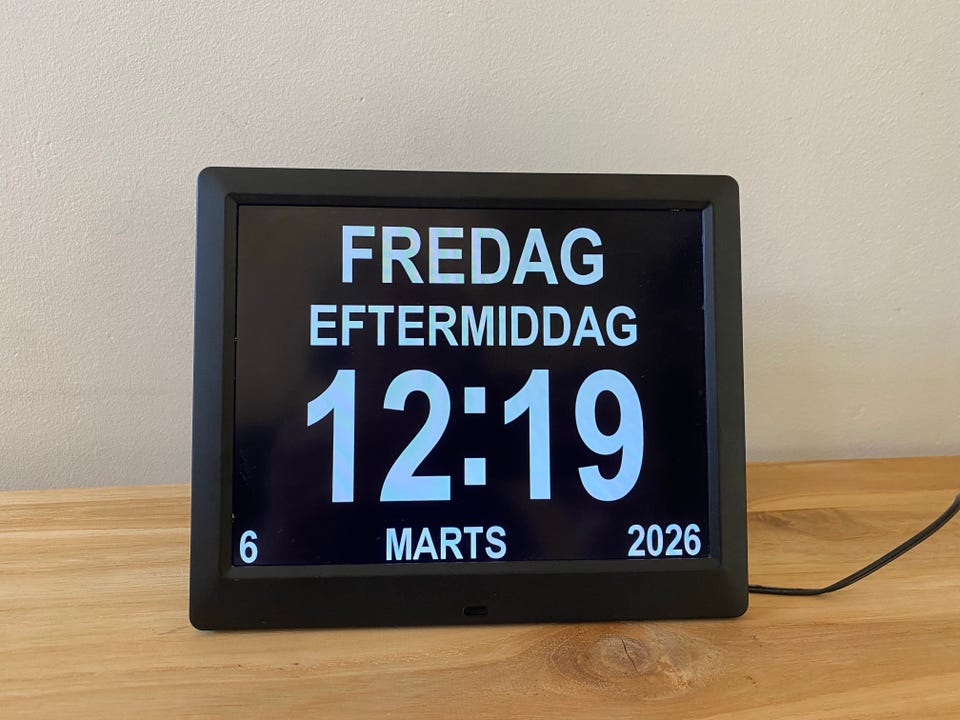 FREDAG
EFTERMIDDAG
12:19
6 MARTS 2026